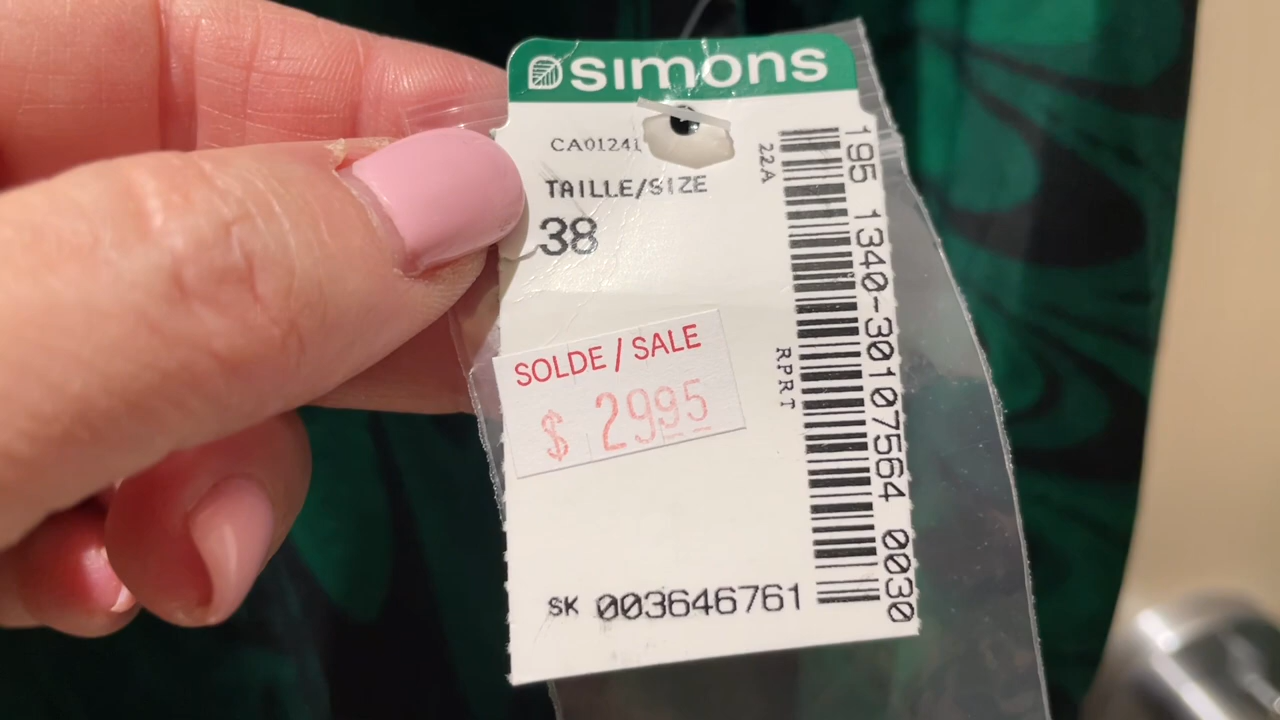 simons
CA01241
TAILLE/SIZE
38
SOLDE / SALE
$ 2995
SK 003646761
22A
RPRT
195 1340-30107564 0030